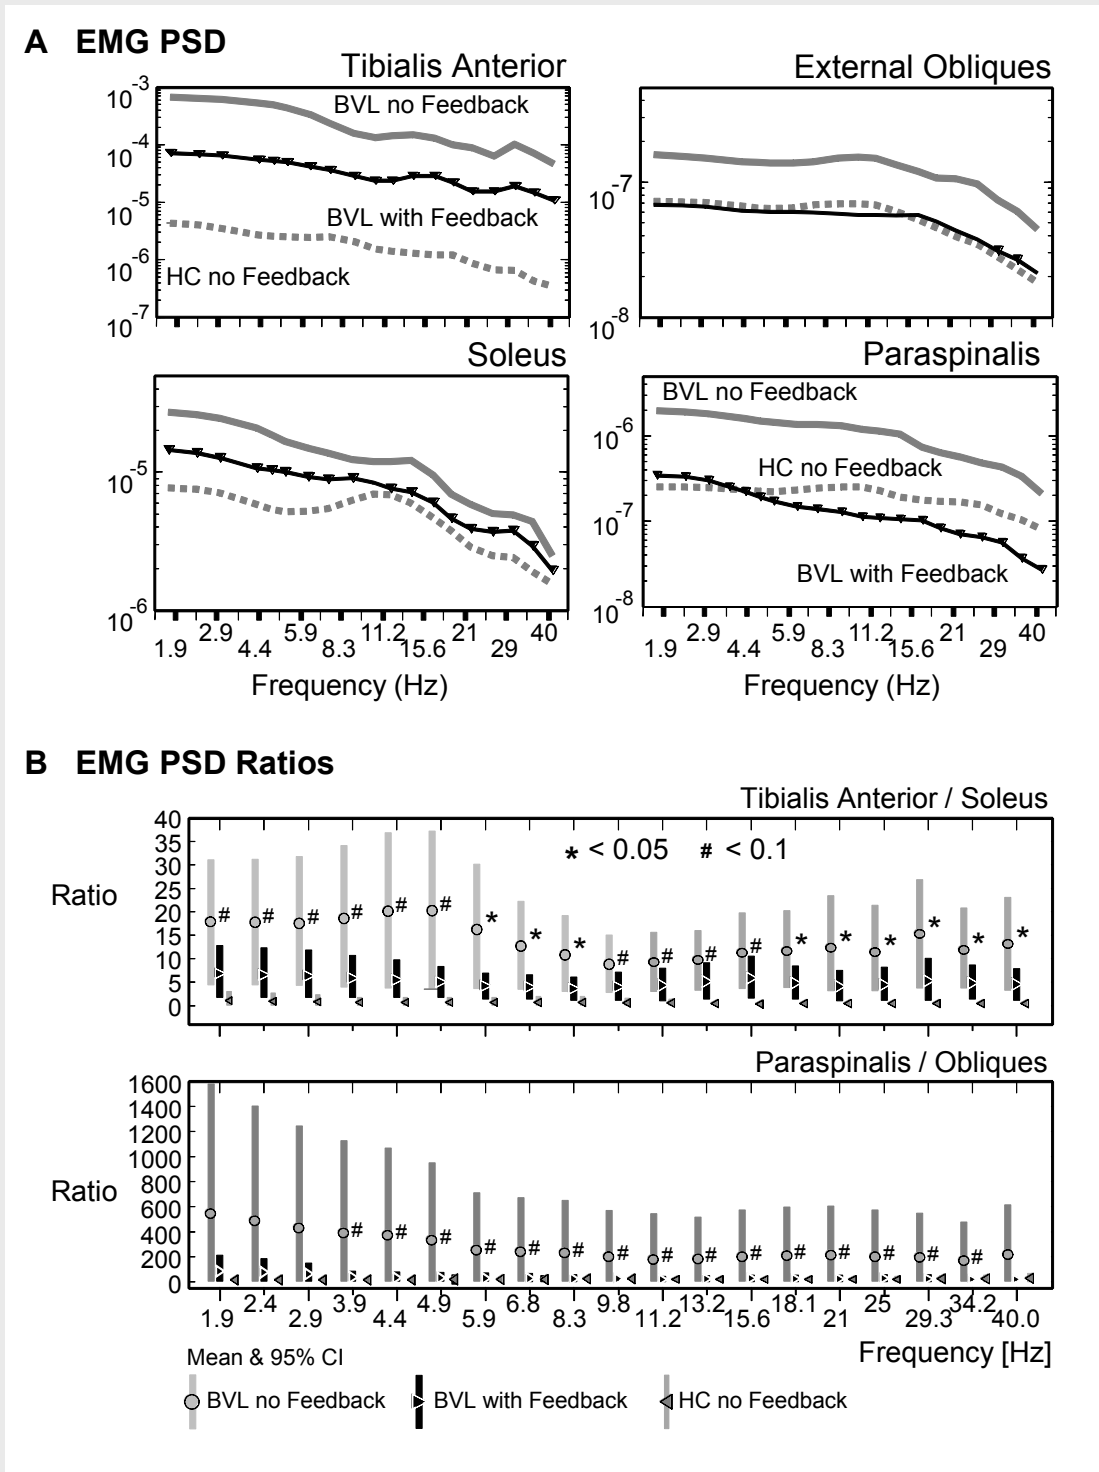 A EMG PSD
Tibialis Anterior
External Obliques
10-3
10-4
10-5
10-6
10-7
BVL no Feedback
BVL with Feedback
HC no Feedback
10-7
10-8
Soleus
Paraspinalis
10-5
10-6
BVL no Feedback
HC no Feedback
BVL with Feedback
10-6
10-7
10-8
2.9 5.9 11.2 21 40
1.9 4.4 8.3 15.6 29
Frequency (Hz)
2.9 5.9 11.2 21 40
1.9 4.4 8.3 15.6 29
Frequency (Hz)
B EMG PSD Ratios
Tibialis Anterior / Soleus
* < 0.05 # < 0.1
40
35
30
25
20
15
10
5
0
Ratio
# # # # # # * * * # # # # * * * * * *
Paraspinalis / Obliques
1600
1400
1200
1000
800
600
400
200
0
Ratio
# # # # # # # # # # # # # # #
2.4 3.9 4.9 6.8 9.8 13.2 18.1 25 34.2
1.9 2.9 4.4 5.9 8.3 11.2 15.6 21 29.3 40.0
Frequency [Hz]
Mean & 95% CI
BVL no Feedback BVL with Feedback HC no Feedback